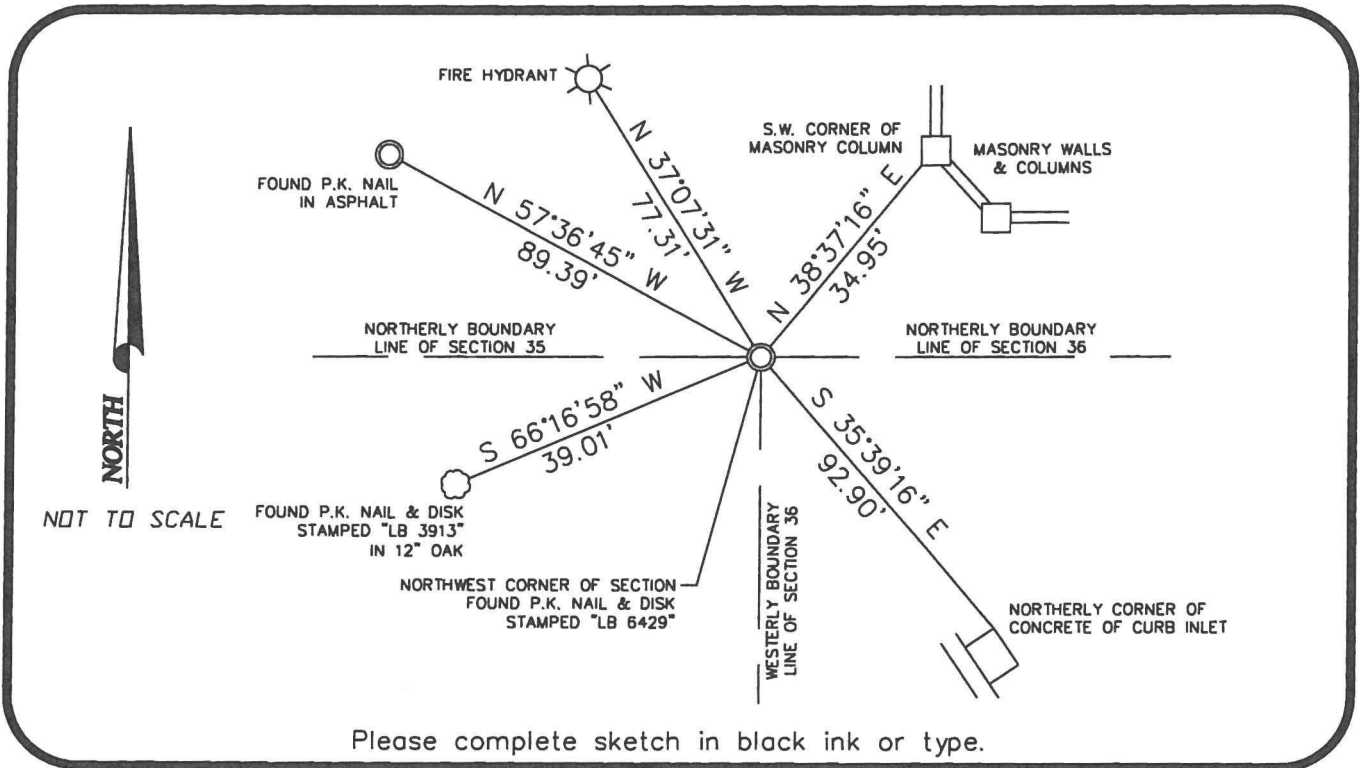 FIRE HYDRANT
S.W. CORNER OF
MASONRY COLUMN
MASONRY WALLS
& COLUMNS
FOUND P.K. NAIL
IN ASPHALT
N 57°36'45" W
89.39'
N 37°07'31" W
77.31'
N 38°37'16" E
34.95'
NORTHERLY BOUNDARY
LINE OF SECTION 35
NORTHERLY BOUNDARY
LINE OF SECTION 36
NORTH
NOT TO SCALE
S 66°16'58" W
39.01'
S 35°39'16" E
92.90'
FOUND P.K. NAIL & DISK
STAMPED "LB 3913"
IN 12" OAK
NORTHWEST CORNER OF SECTION
FOUND P.K. NAIL & DISK
STAMPED "LB 6429"
WESTERLY BOUNDARY
LINE OF SECTION 36
NORTHERLY CORNER OF
CONCRETE OF CURB INLET
Please complete sketch in black ink or type.